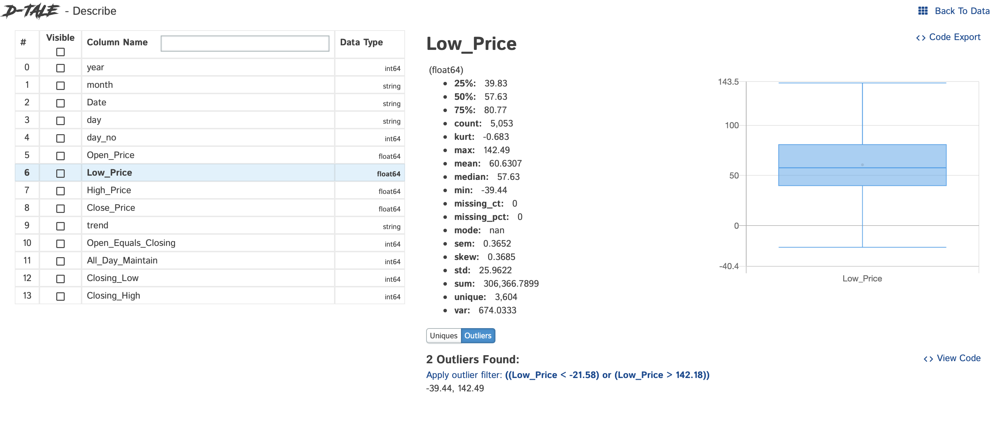 D-TALE - Describe
Back To Data
# Visible Column Name Data Type
0 year int64
1 month string
2 Date string
3 day string
4 day_no int64
5 Open_Price float64
6 Low_Price float64
7 High_Price float64
8 Close_Price float64
9 trend string
10 Open_Equals_Closing int64
11 All_Day_Maintain int64
12 Closing_Low int64
13 Closing_High int64
Low_Price
<> Code Export
(float64)
• 25%: 39.83
• 50%: 57.63
• 75%: 80.77
• count: 5,053
• kurt: -0.683
• max: 142.49
• mean: 60.6307
• median: 57.63
• min: -39.44
• missing_ct: 0
• missing_pct: 0
• mode: nan
• sem: 0.3652
• skew: 0.3685
• std: 25.9622
• sum: 306,366.7899
• unique: 3,604
• var: 674.0333
143.5
100
50
0
-40.4
Low_Price
Uniques Outliers
2 Outliers Found:
<> View Code
Apply outlier filter: ((Low_Price < -21.58) or (Low_Price > 142.18))
-39.44, 142.49